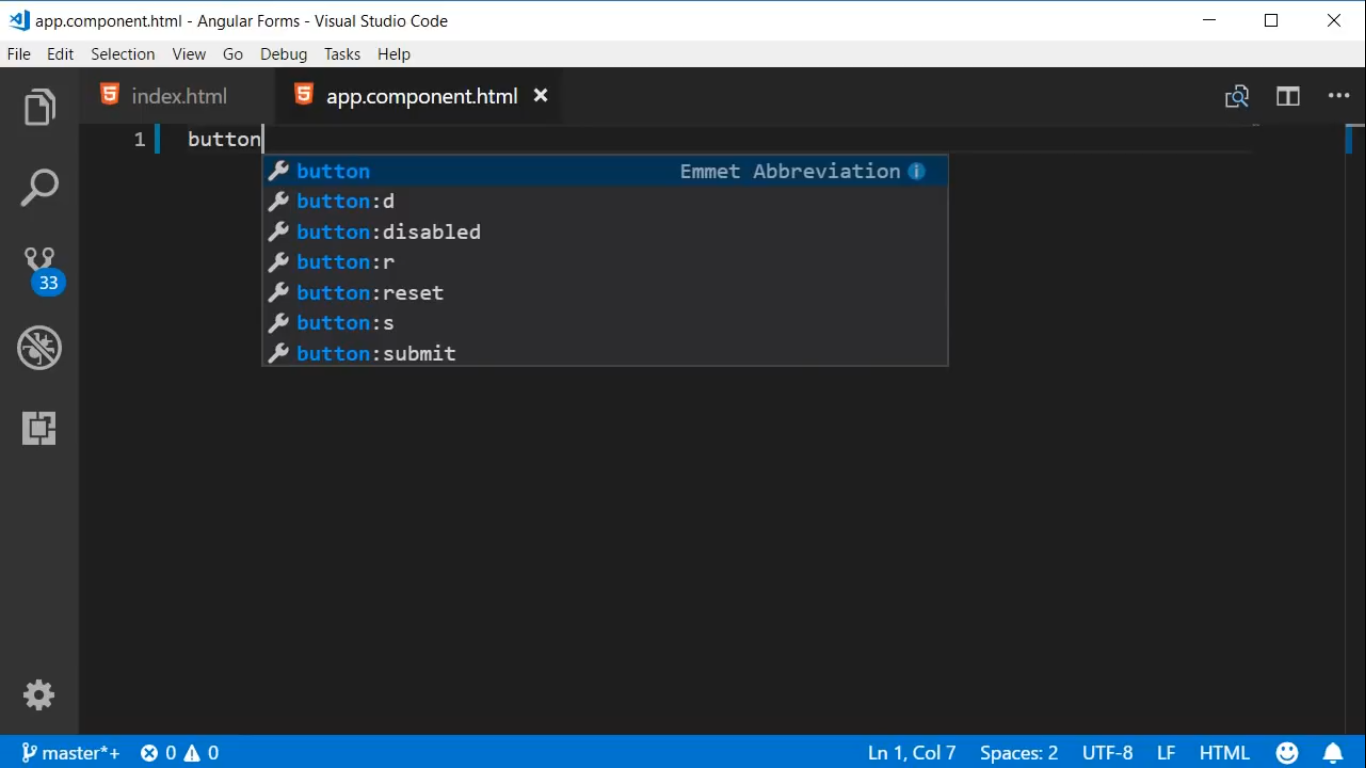 app.component.html - Angular Forms - Visual Studio Code
File Edit Selection View Go Debug Tasks Help
index.html app.component.html
1 button
button Emmet Abbreviation
button:d
button:disabled
button:r
button:reset
button:s
button:submit
33
master*+ 0 0 Ln 1, Col 7 Spaces: 2 UTF-8 LF HTML